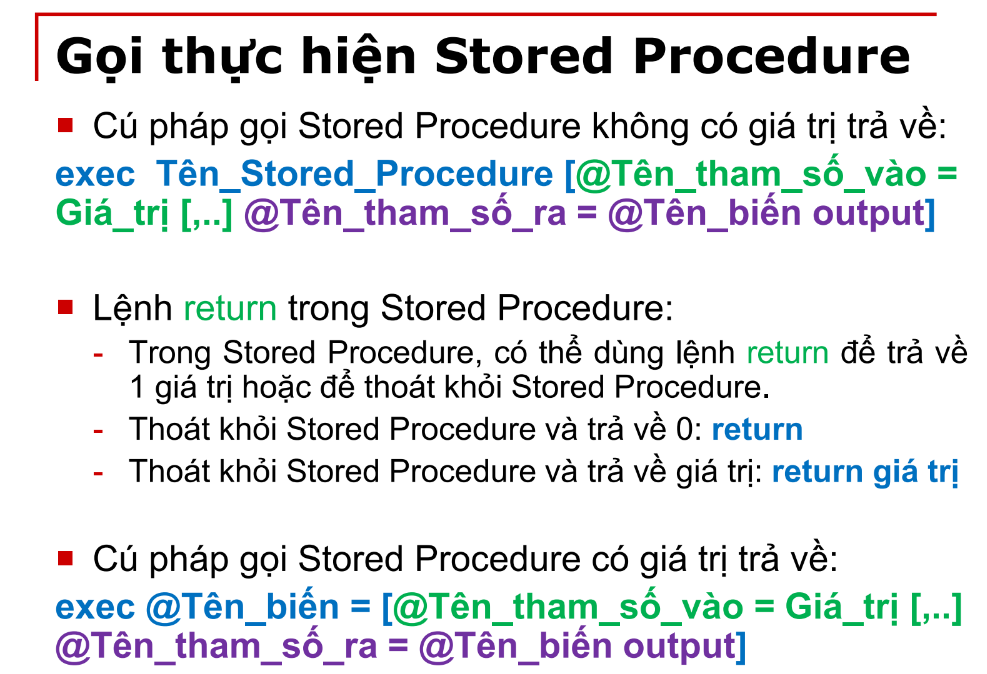 Gọi thực hiện Stored Procedure
Cú pháp gọi Stored Procedure không có giá trị trả về:
exec Tên_Stored_Procedure [@Tên_tham_số_vào =
Giá_trị [,..] @Tên_tham_số_ra = @Tên_biến output]
Lệnh return trong Stored Procedure:
- Trong Stored Procedure, có thể dùng lệnh return để trả về
1 giá trị hoặc để thoát khỏi Stored Procedure.
- Thoát khỏi Stored Procedure và trả về 0: return
- Thoát khỏi Stored Procedure và trả về giá trị: return giá trị
Cú pháp gọi Stored Procedure có giá trị trả về:
exec @Tên_biến = [@Tên_tham_số_vào = Giá_trị [,..]
@Tên_tham_số_ra = @Tên_biến output]